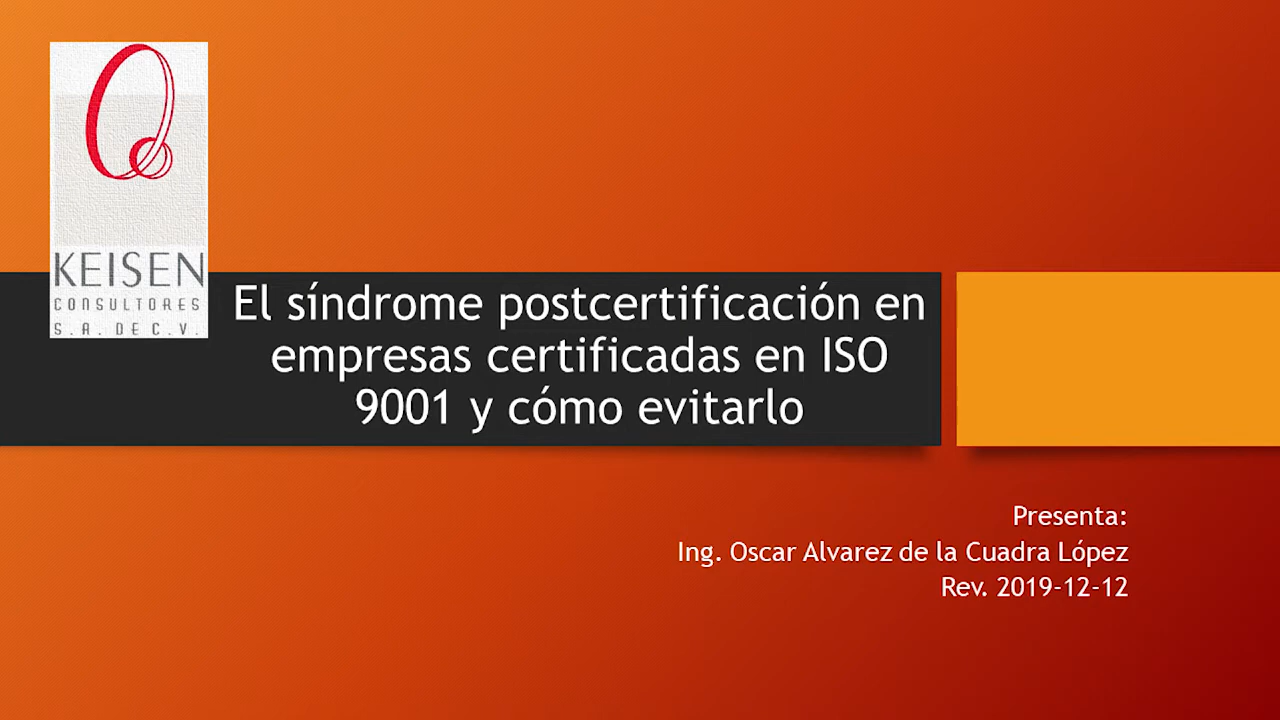 KEISEN
CONSULTORES
S.A. DE C.V.
El síndrome postcertificación en
empresas certificadas en ISO
9001 y cómo evitarlo
Presenta:
Ing. Oscar Alvarez de la Cuadra López
Rev. 2019-12-12